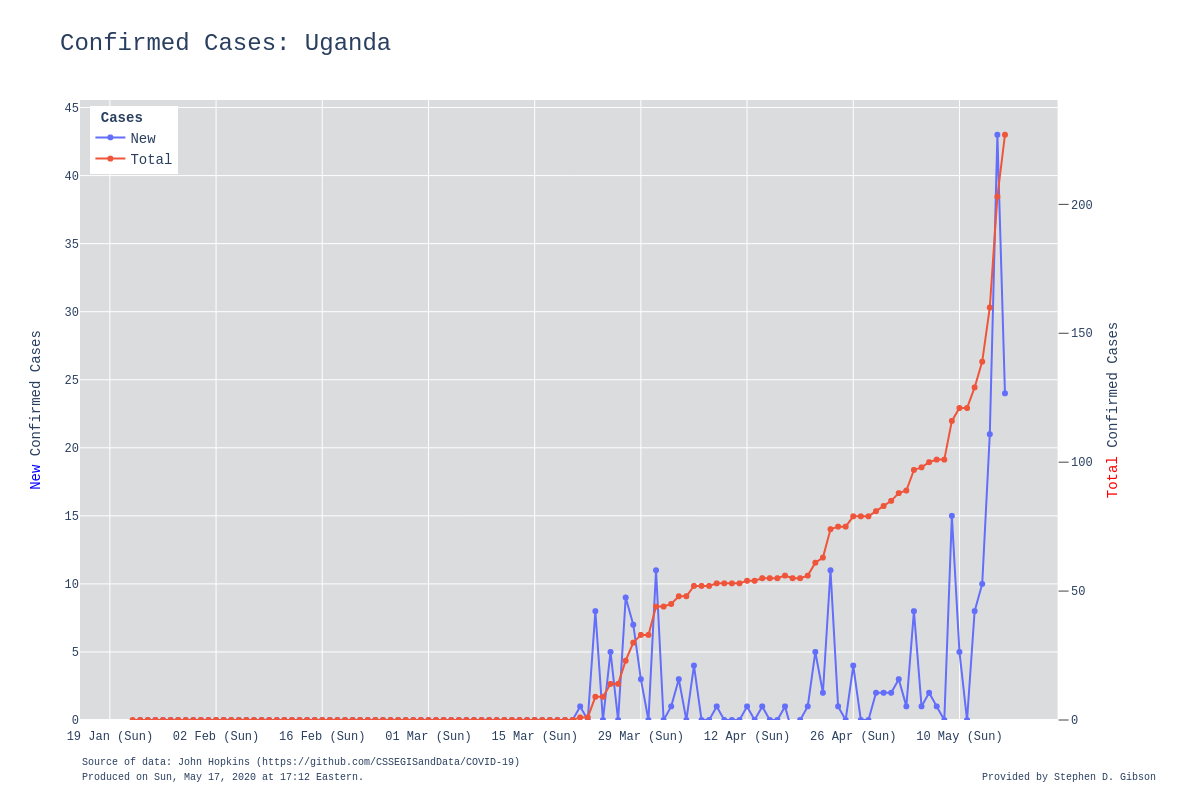 Confirmed Cases: Uganda
Cases
New
Total
45
40
35
30
25
20
15
10
5
0
New Confirmed Cases
200
150
100
50
0
Total Confirmed Cases
19 Jan (Sun) 02 Feb (Sun) 16 Feb (Sun) 01 Mar (Sun) 15 Mar (Sun) 29 Mar (Sun) 12 Apr (Sun) 26 Apr (Sun) 10 May (Sun)
Source of data: John Hopkins (https://github.com/CSSEGISandData/COVID-19)
Produced on Sun, May 17, 2020 at 17:12 Eastern.
Provided by Stephen D. Gibson